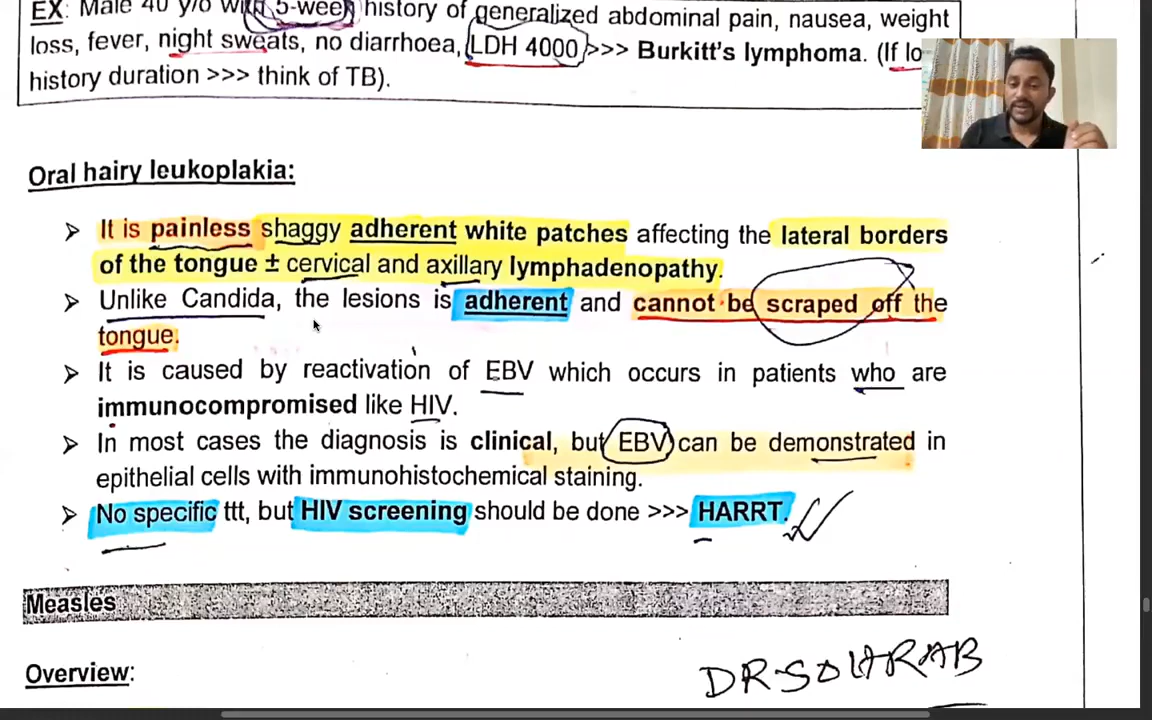 EX: Male 40 y/o with 5-week history of generalized abdominal pain, nausea, weight
loss, fever, night sweats, no diarrhoea, LDH 4000 >>> Burkitt's lymphoma. (If lo
history duration >>> think of TB).
Oral hairy leukoplakia:
➢ It is painless shaggy adherent white patches affecting the lateral borders
of the tongue ± cervical and axillary lymphadenopathy.
➢ Unlike Candida, the lesions is adherent and cannot be scraped off the
tongue.
➢ It is caused by reactivation of EBV which occurs in patients who are
immunocompromised like HIV.
➢ In most cases the diagnosis is clinical, but EBV can be demonstrated in
epithelial cells with immunohistochemical staining.
➢ No specific ttt, but HIV screening should be done >>> HARRT.
Measles
Overview:
DR SOHRAB